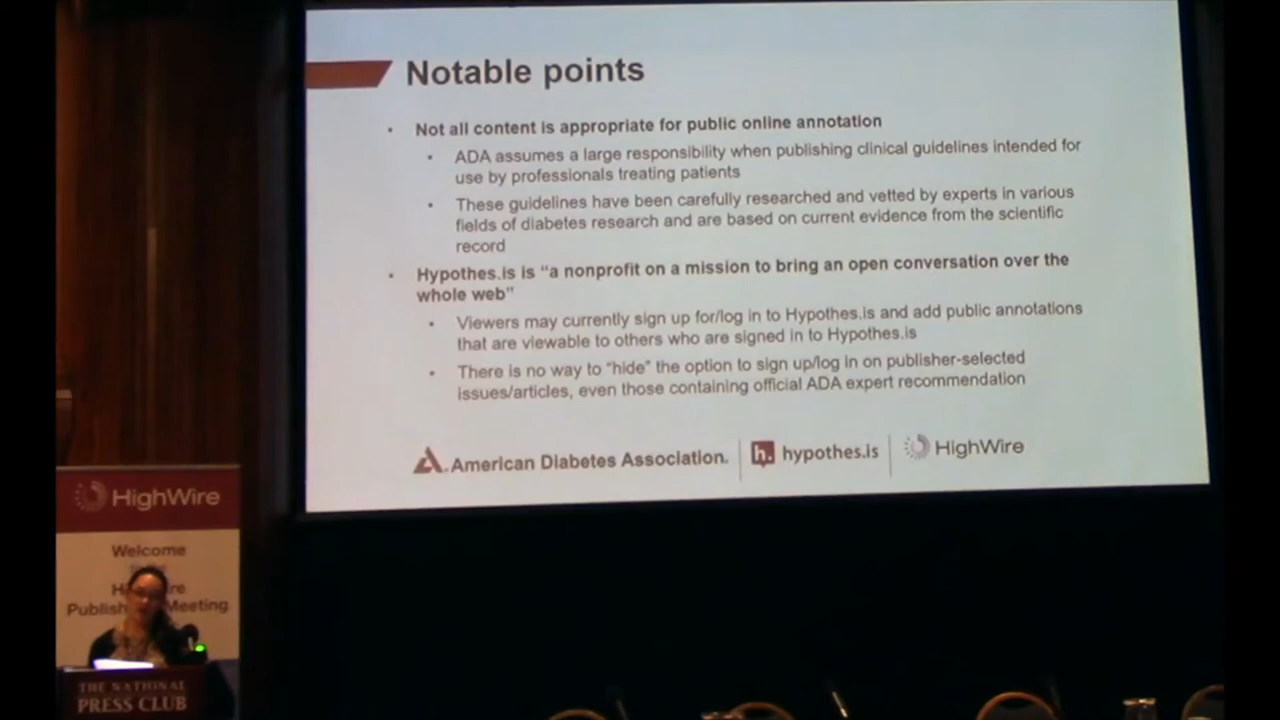 Notable points
• Not all content is appropriate for public online annotation
• ADA assumes a large responsibility when publishing clinical guidelines intended for
use by professionals treating patients
• These guidelines have been carefully researched and vetted by experts in various
fields of diabetes research and are based on current evidence from the scientific
record
• Hypothes.is is “a nonprofit on a mission to bring an open conversation over the
whole web”
• Viewers may currently sign up for/log in to Hypothes.is and add public annotations
that are viewable to others who are signed in to Hypothes.is
• There is no way to “hide” the option to sign up/log in on publisher-selected
issues/articles, even those containing official ADA expert recommendation
American Diabetes Association.
h. hypothes.is
HighWire
HighWire
Welcome
Meeting
THE NATIONAL
PRESS CLUB